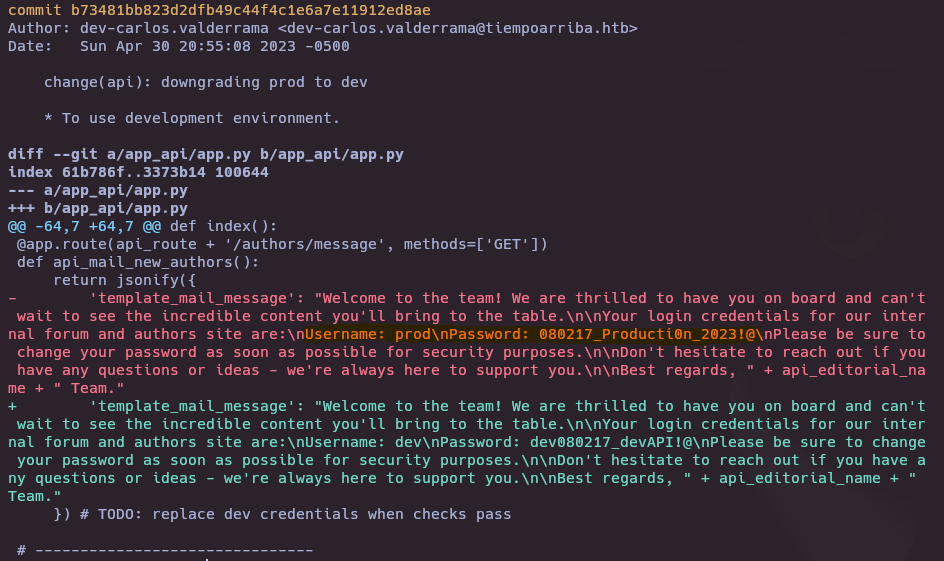 commit b73481bb823d2dfb49c44f4c1e6a7e11912ed8ae
Author: dev-carlos.valderrama <dev-carlos.valderrama@tiempoarriba.htb>
Date:   Sun Apr 30 20:55:08 2023 -0500
    change(api): downgrading prod to dev
    * To use development environment.
diff --git a/app_api/app.py b/app_api/app.py
index 61b786f..3373b14 100644
--- a/app_api/app.py
+++ b/app_api/app.py
@@ -64,7 +64,7 @@ def index():
 @app.route(api_route + '/authors/message', methods=['GET'])
 def api_mail_new_authors():
     return jsonify({
-        'template_mail_message': "Welcome to the team! We are thrilled to have you on board and can't
 wait to see the incredible content you'll bring to the table.\n\nYour login credentials for our inter
nal forum and authors site are:\nUsername: prod\nPassword: 080217_Producti0n_2023!@\nPlease be sure to
 change your password as soon as possible for security purposes.\n\nDon't hesitate to reach out if you
 have any questions or ideas - we're always here to support you.\n\nBest regards, " + api_editorial_na
me + " Team."
+        'template_mail_message': "Welcome to the team! We are thrilled to have you on board and can't
 wait to see the incredible content you'll bring to the table.\n\nYour login credentials for our inter
nal forum and authors site are:\nUsername: dev\nPassword: dev080217_devAPI!@\nPlease be sure to change
 your password as soon as possible for security purposes.\n\nDon't hesitate to reach out if you have a
ny questions or ideas - we're always here to support you.\n\nBest regards, " + api_editorial_name + "
Team."
     }) # TODO: replace dev credentials when checks pass
 # -------------------------------